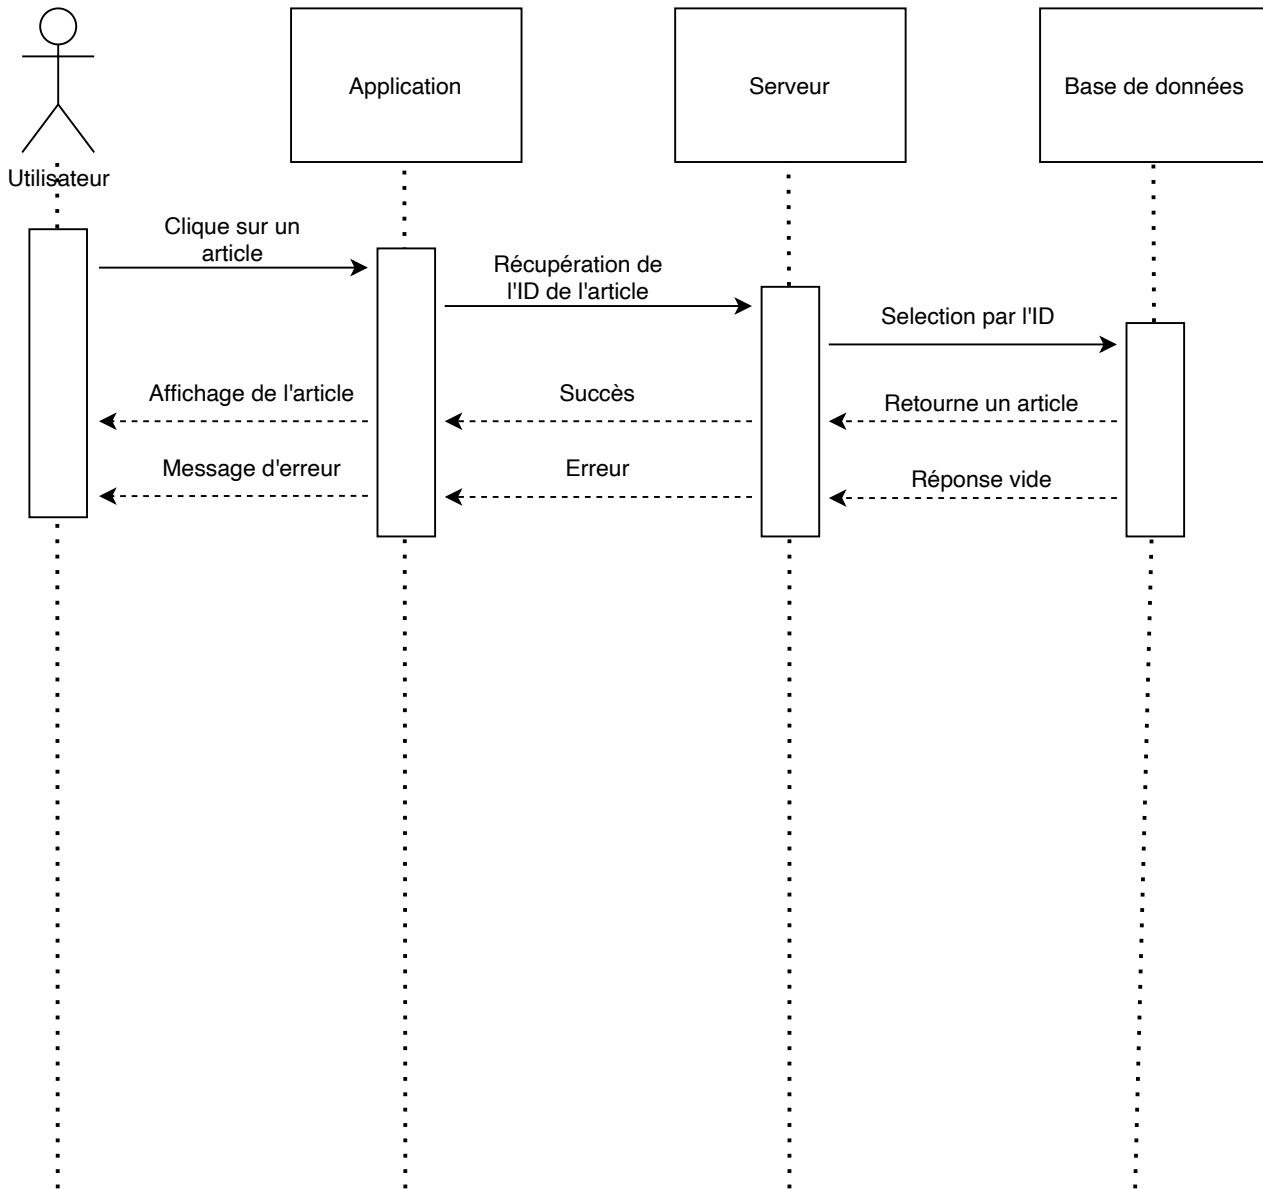 Application
Serveur
Base de données
Utilisateur
Clique sur un
article
Récupération de
l'ID de l'article
Selection par l'ID
Affichage de l'article
Succès
Retourne un article
Message d'erreur
Erreur
Réponse vide